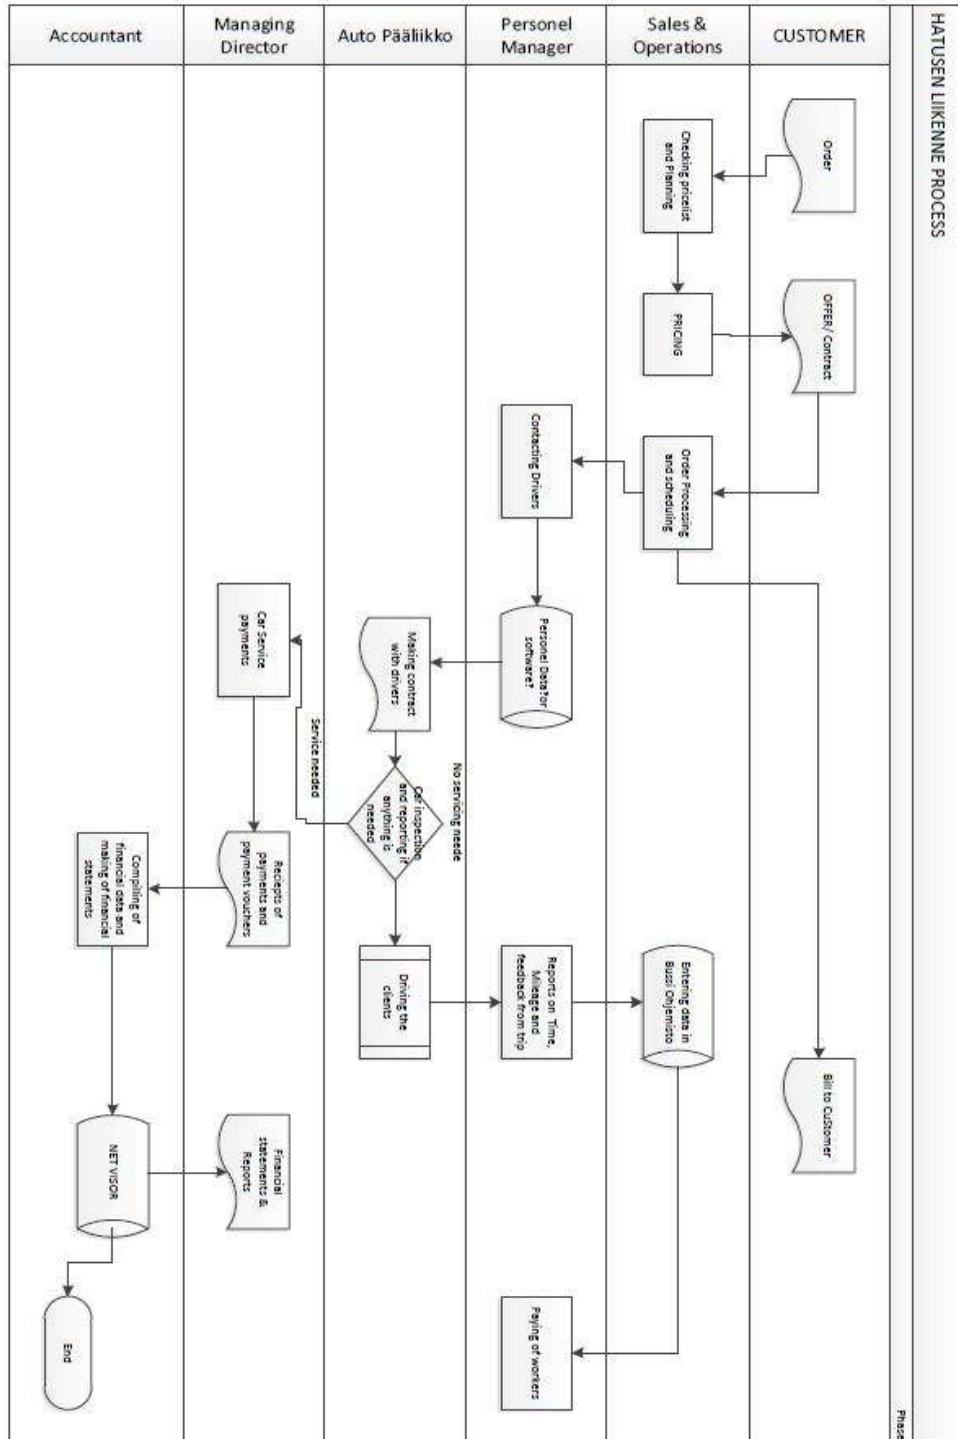 HATUSEN LIIKENNE PROCESS
Phase
Accountant
Managing
Director
Auto Pääliikko
Personel
Manager
Sales &
Operations
CUSTOMER
Order
Checking pricelist
and Planning
PRICING
OFFER/ Contract
Order Processing
and scheduling
Contacting Drivers
Personel Data?or
software?
Making contract
with drivers
Car inspection
and reporting if
anything is
needed
No servicing neede
Service needed
Car Service
payments
Reciepts of
payments and
payment vouchers
Compiling of
financial data and
making of financial
statements
Driving the
clients
Reports on Time,
Mileage and
feedback from trip
Entering data in
Bussi Ohjemisto
Bill to CuStomer
NET VISOR
Financial
statements &
Reports
Paying of workers
End